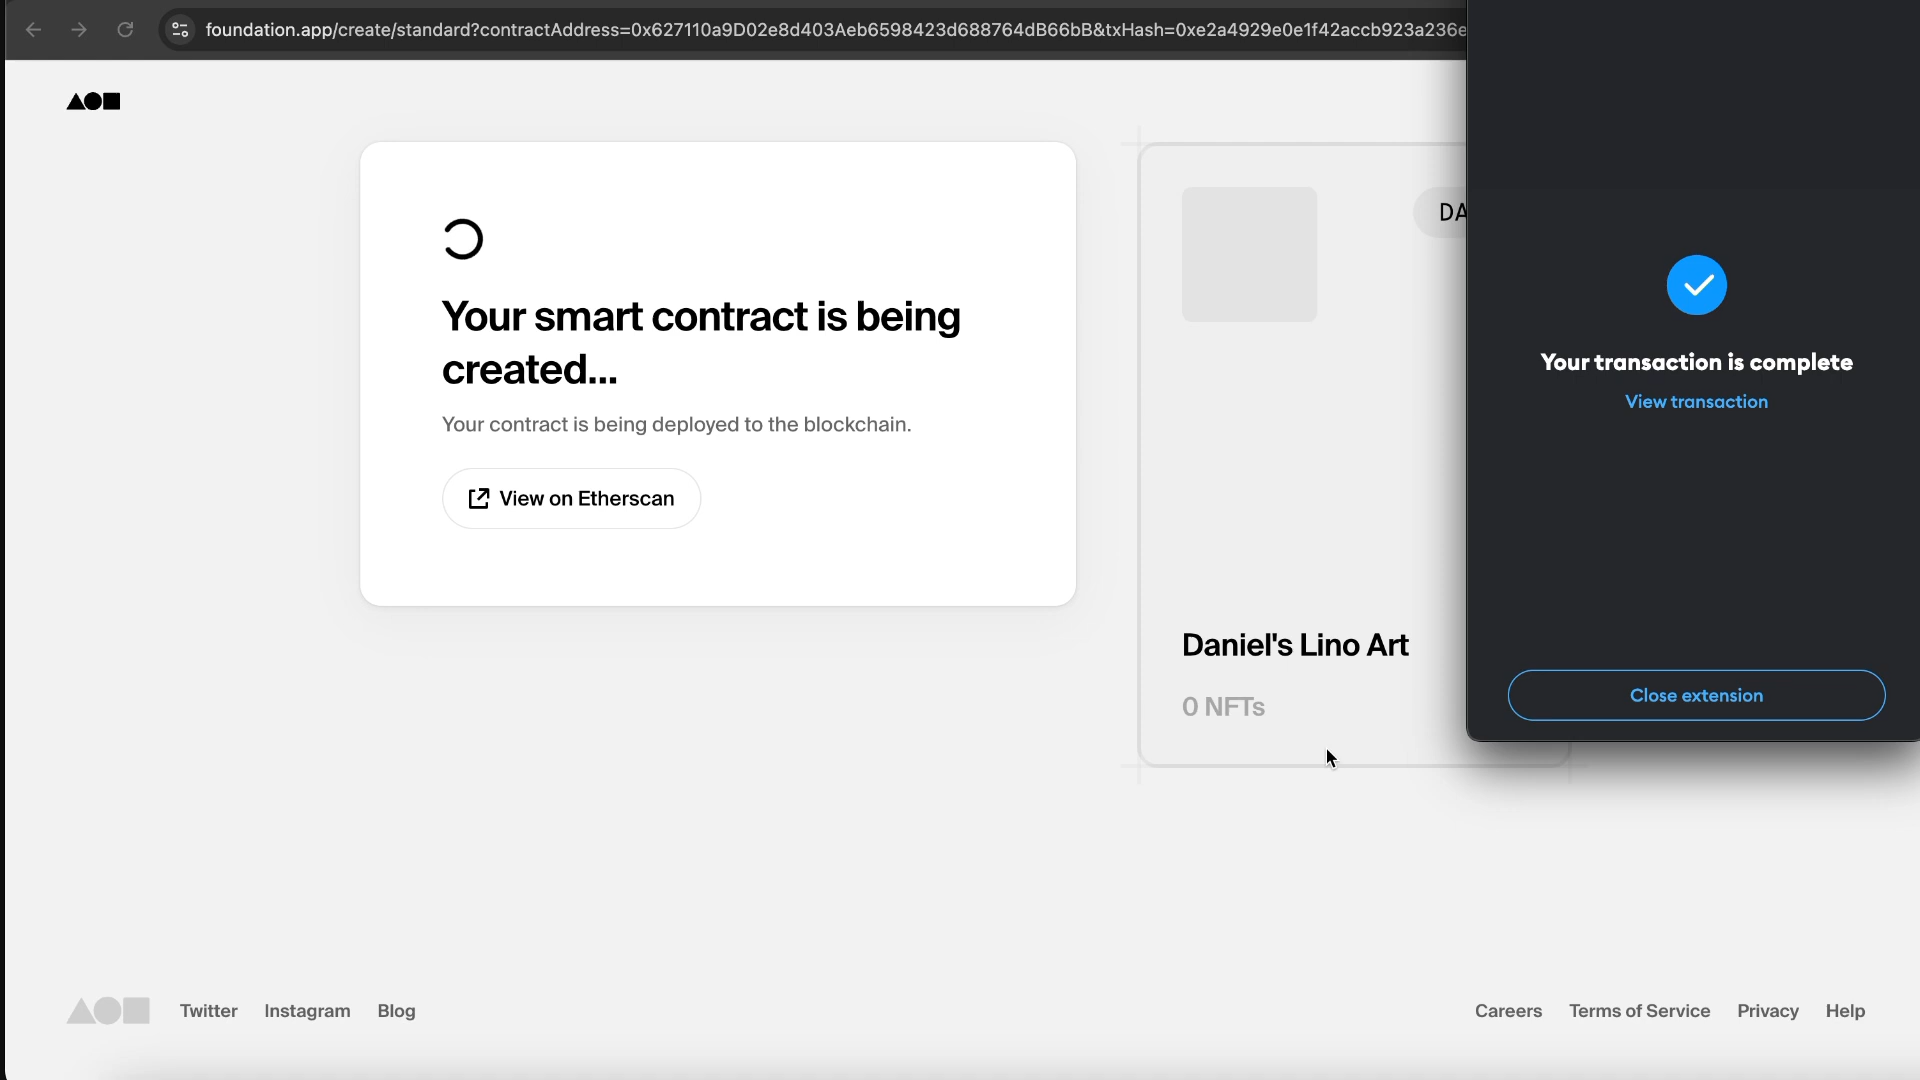 foundation.app/create/standard?contractAddress=0x627110a9D02e8d403Aeb6598423d688764dB66bB&txHash=0xe2a4929e0e1f42accb923a236e
Your smart contract is being
created...
Your contract is being deployed to the blockchain.
View on Etherscan
DA
Daniel's Lino Art
0 NFTs
Your transaction is complete
View transaction
Close extension
Twitter
Instagram
Blog
Careers
Terms of Service
Privacy
Help